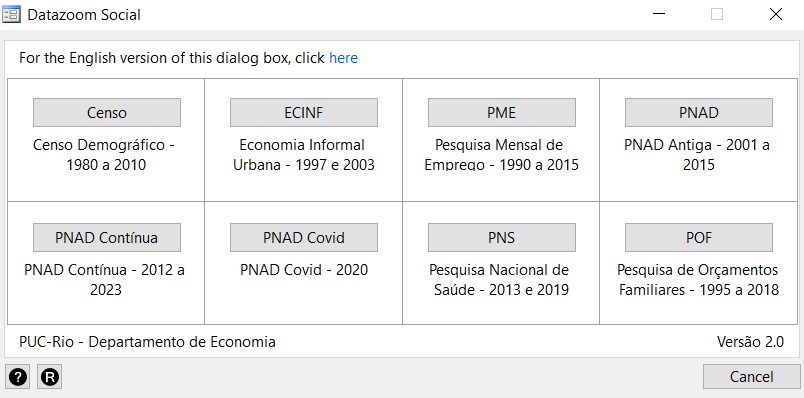 Datazoom Social
For the English version of this dialog box, click here
Censo
ECINF
PME
PNAD
Censo Demográfico -
1980 a 2010
Economia Informal
Urbana - 1997 e 2003
Pesquisa Mensal de
Emprego - 1990 a 2015
PNAD Antiga - 2001 a
2015
PNAD Contínua
PNAD Covid
PNS
POF
PNAD Contínua - 2012 a
2023
PNAD Covid - 2020
Pesquisa Nacional de
Saúde - 2013 e 2019
Pesquisa de Orçamentos
Familiares - 1995 a 2018
PUC-Rio - Departamento de Economia
Versão 2.0
?
R
Cancel